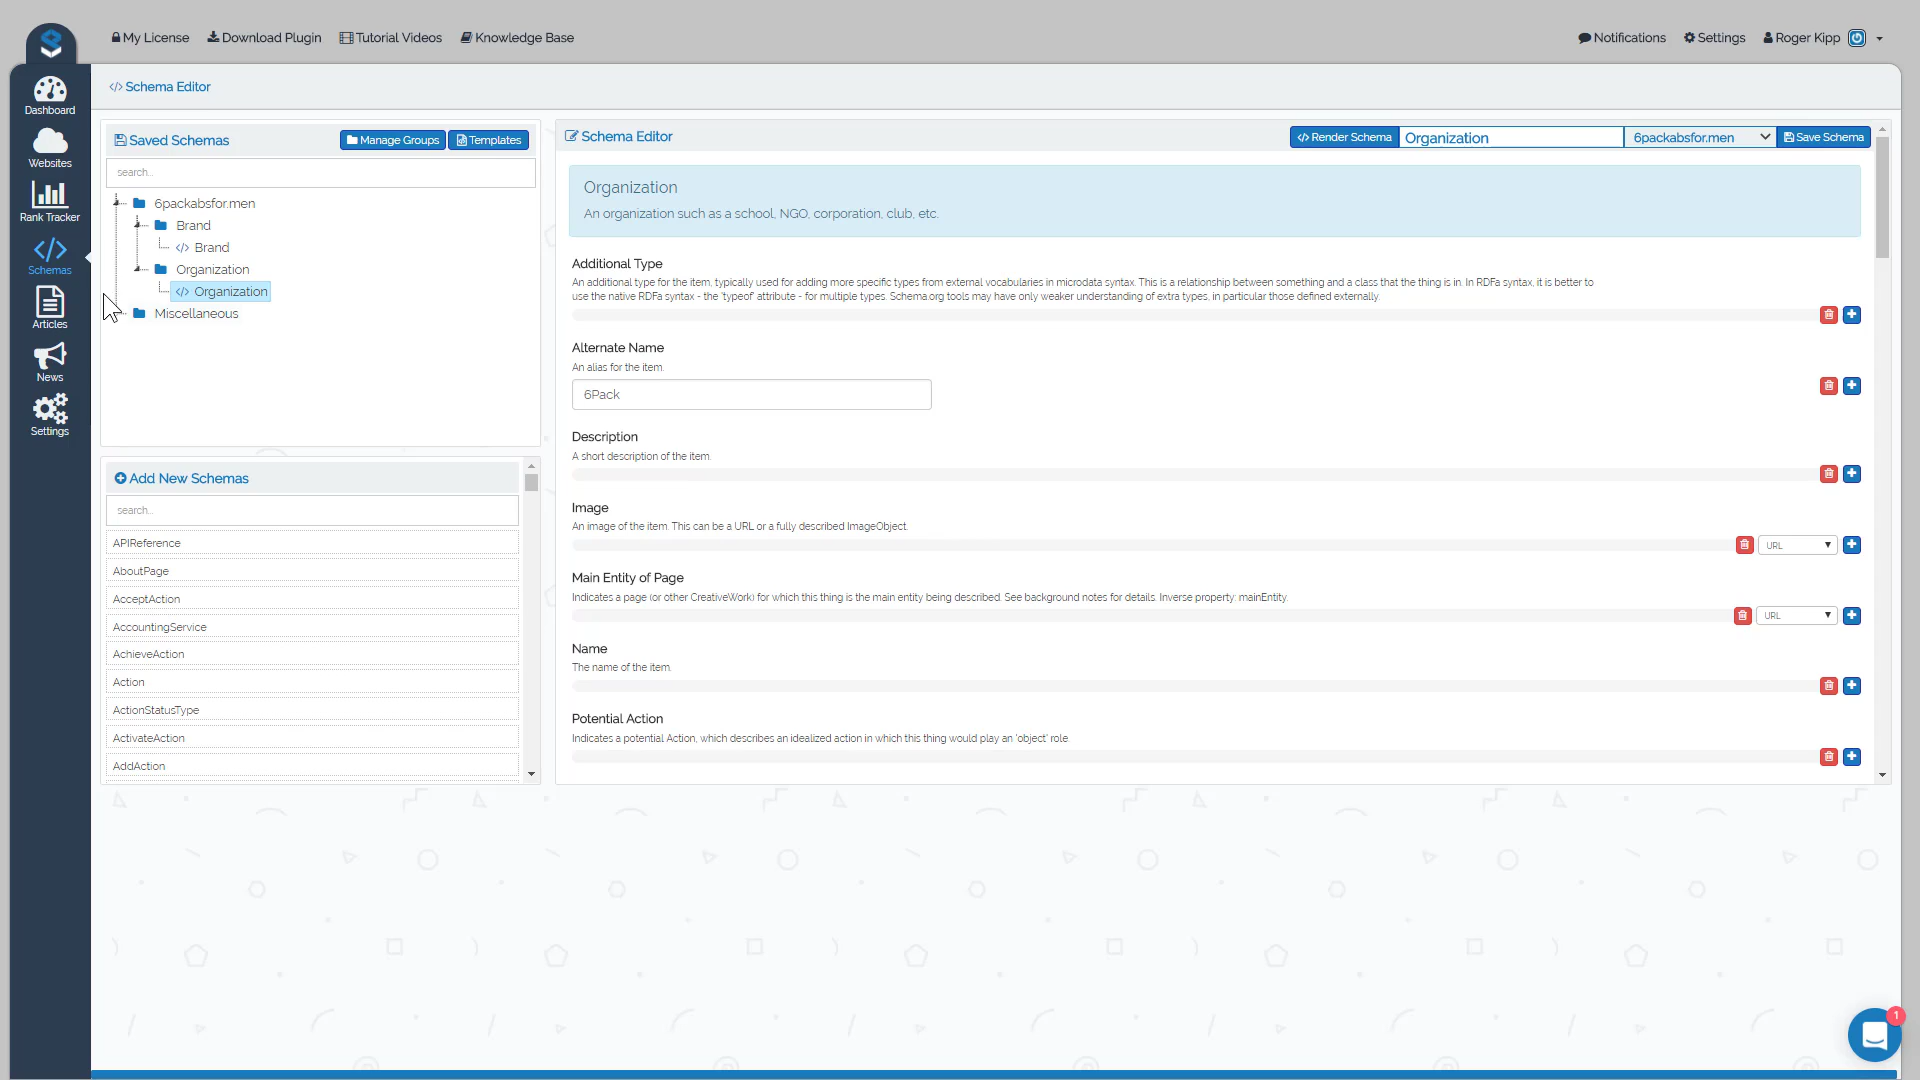 My License
Download Plugin
Tutorial Videos
Knowledge Base
Notifications
Settings
Roger Kipp
Dashboard
Websites
Rank Tracker
Schemas
Articles
News
Settings
</> Schema Editor
Saved Schemas
Manage Groups
Templates
search...
6packabsfor.men
Brand
</> Brand
Organization
</> Organization
Miscellaneous
Add New Schemas
search...
APIReference
AboutPage
AcceptAction
AccountingService
AchieveAction
Action
ActionStatusType
ActivateAction
AddAction
Schema Editor
</> Render Schema
Organization
6packabsfor.men
Save Schema
Organization
An organization such as a school, NGO, corporation, club, etc.
Additional Type
An additional type for the item, typically used for adding more specific types from external vocabularies in microdata syntax. This is a relationship between something and a class that the thing is in. In RDFa syntax, it is better to
use the native RDFa syntax - the 'typeof' attribute - for multiple types. Schema.org tools may have only weaker understanding of extra types, in particular those defined externally.
Alternate Name
An alias for the item.
6Pack
Description
A short description of the item.
Image
An image of the item. This can be a URL or a fully described ImageObject.
URL
Main Entity of Page
Indicates a page (or other CreativeWork) for which this thing is the main entity being described. See background notes for details. Inverse property: mainEntity.
URL
Name
The name of the item.
Potential Action
Indicates a potential Action, which describes an idealized action in which this thing would play an 'object' role.
1